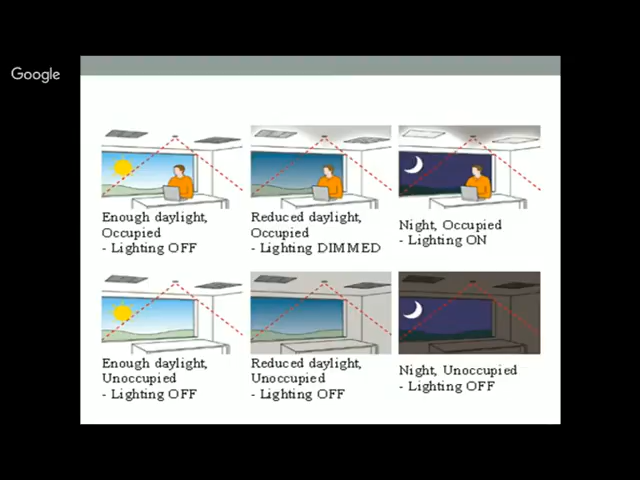 Google
Enough daylight,
Occupied
- Lighting OFF
Reduced daylight,
Occupied
- Lighting DIMMED
Night, Occupied
- Lighting ON
Enough daylight,
Unoccupied
- Lighting OFF
Reduced daylight,
Unoccupied
- Lighting OFF
Night, Unoccupied
- Lighting OFF